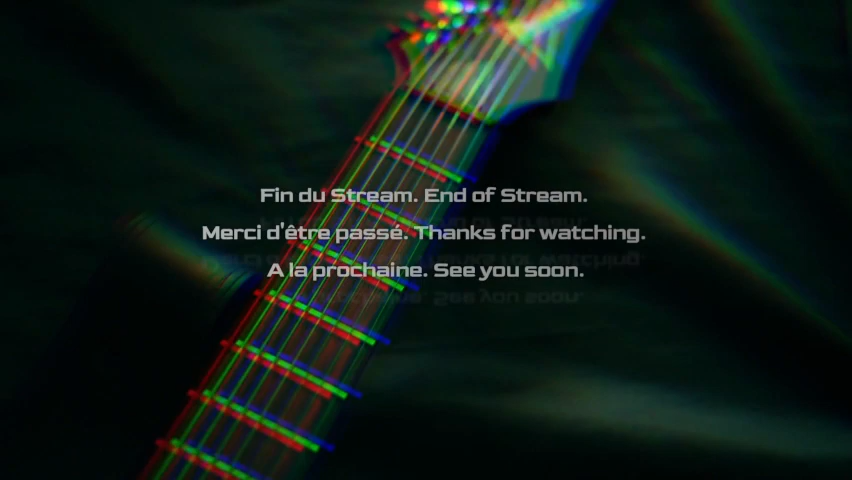 Fin du Stream. End of Stream.
Merci d'être passé. Thanks for watching.
A la prochaine. See you soon.